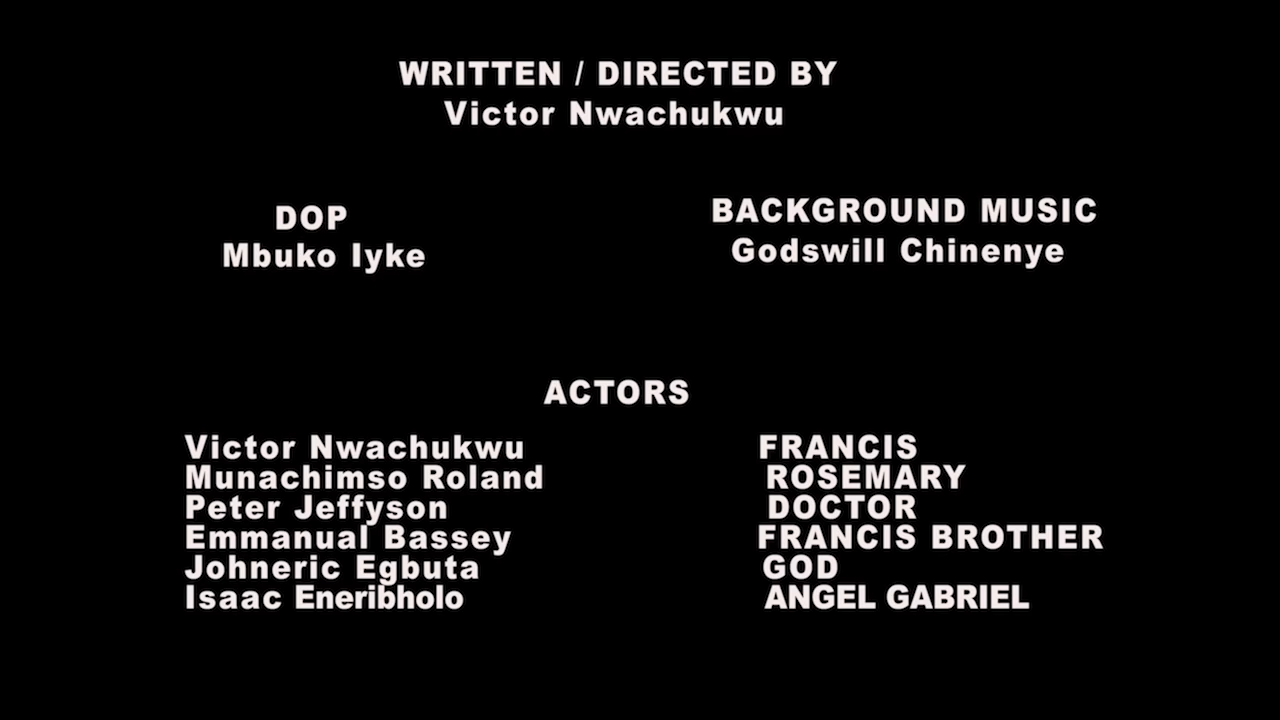 WRITTEN / DIRECTED BY
Victor Nwachukwu
DOP
Mbuko Iyke
BACKGROUND MUSIC
Godswill Chinenye
ACTORS
Victor Nwachukwu FRANCIS
Munachimso Roland ROSEMARY
Peter Jeffyson DOCTOR
Emmanual Bassey FRANCIS BROTHER
Johneric Egbuta GOD
Isaac Eneribholo ANGEL GABRIEL